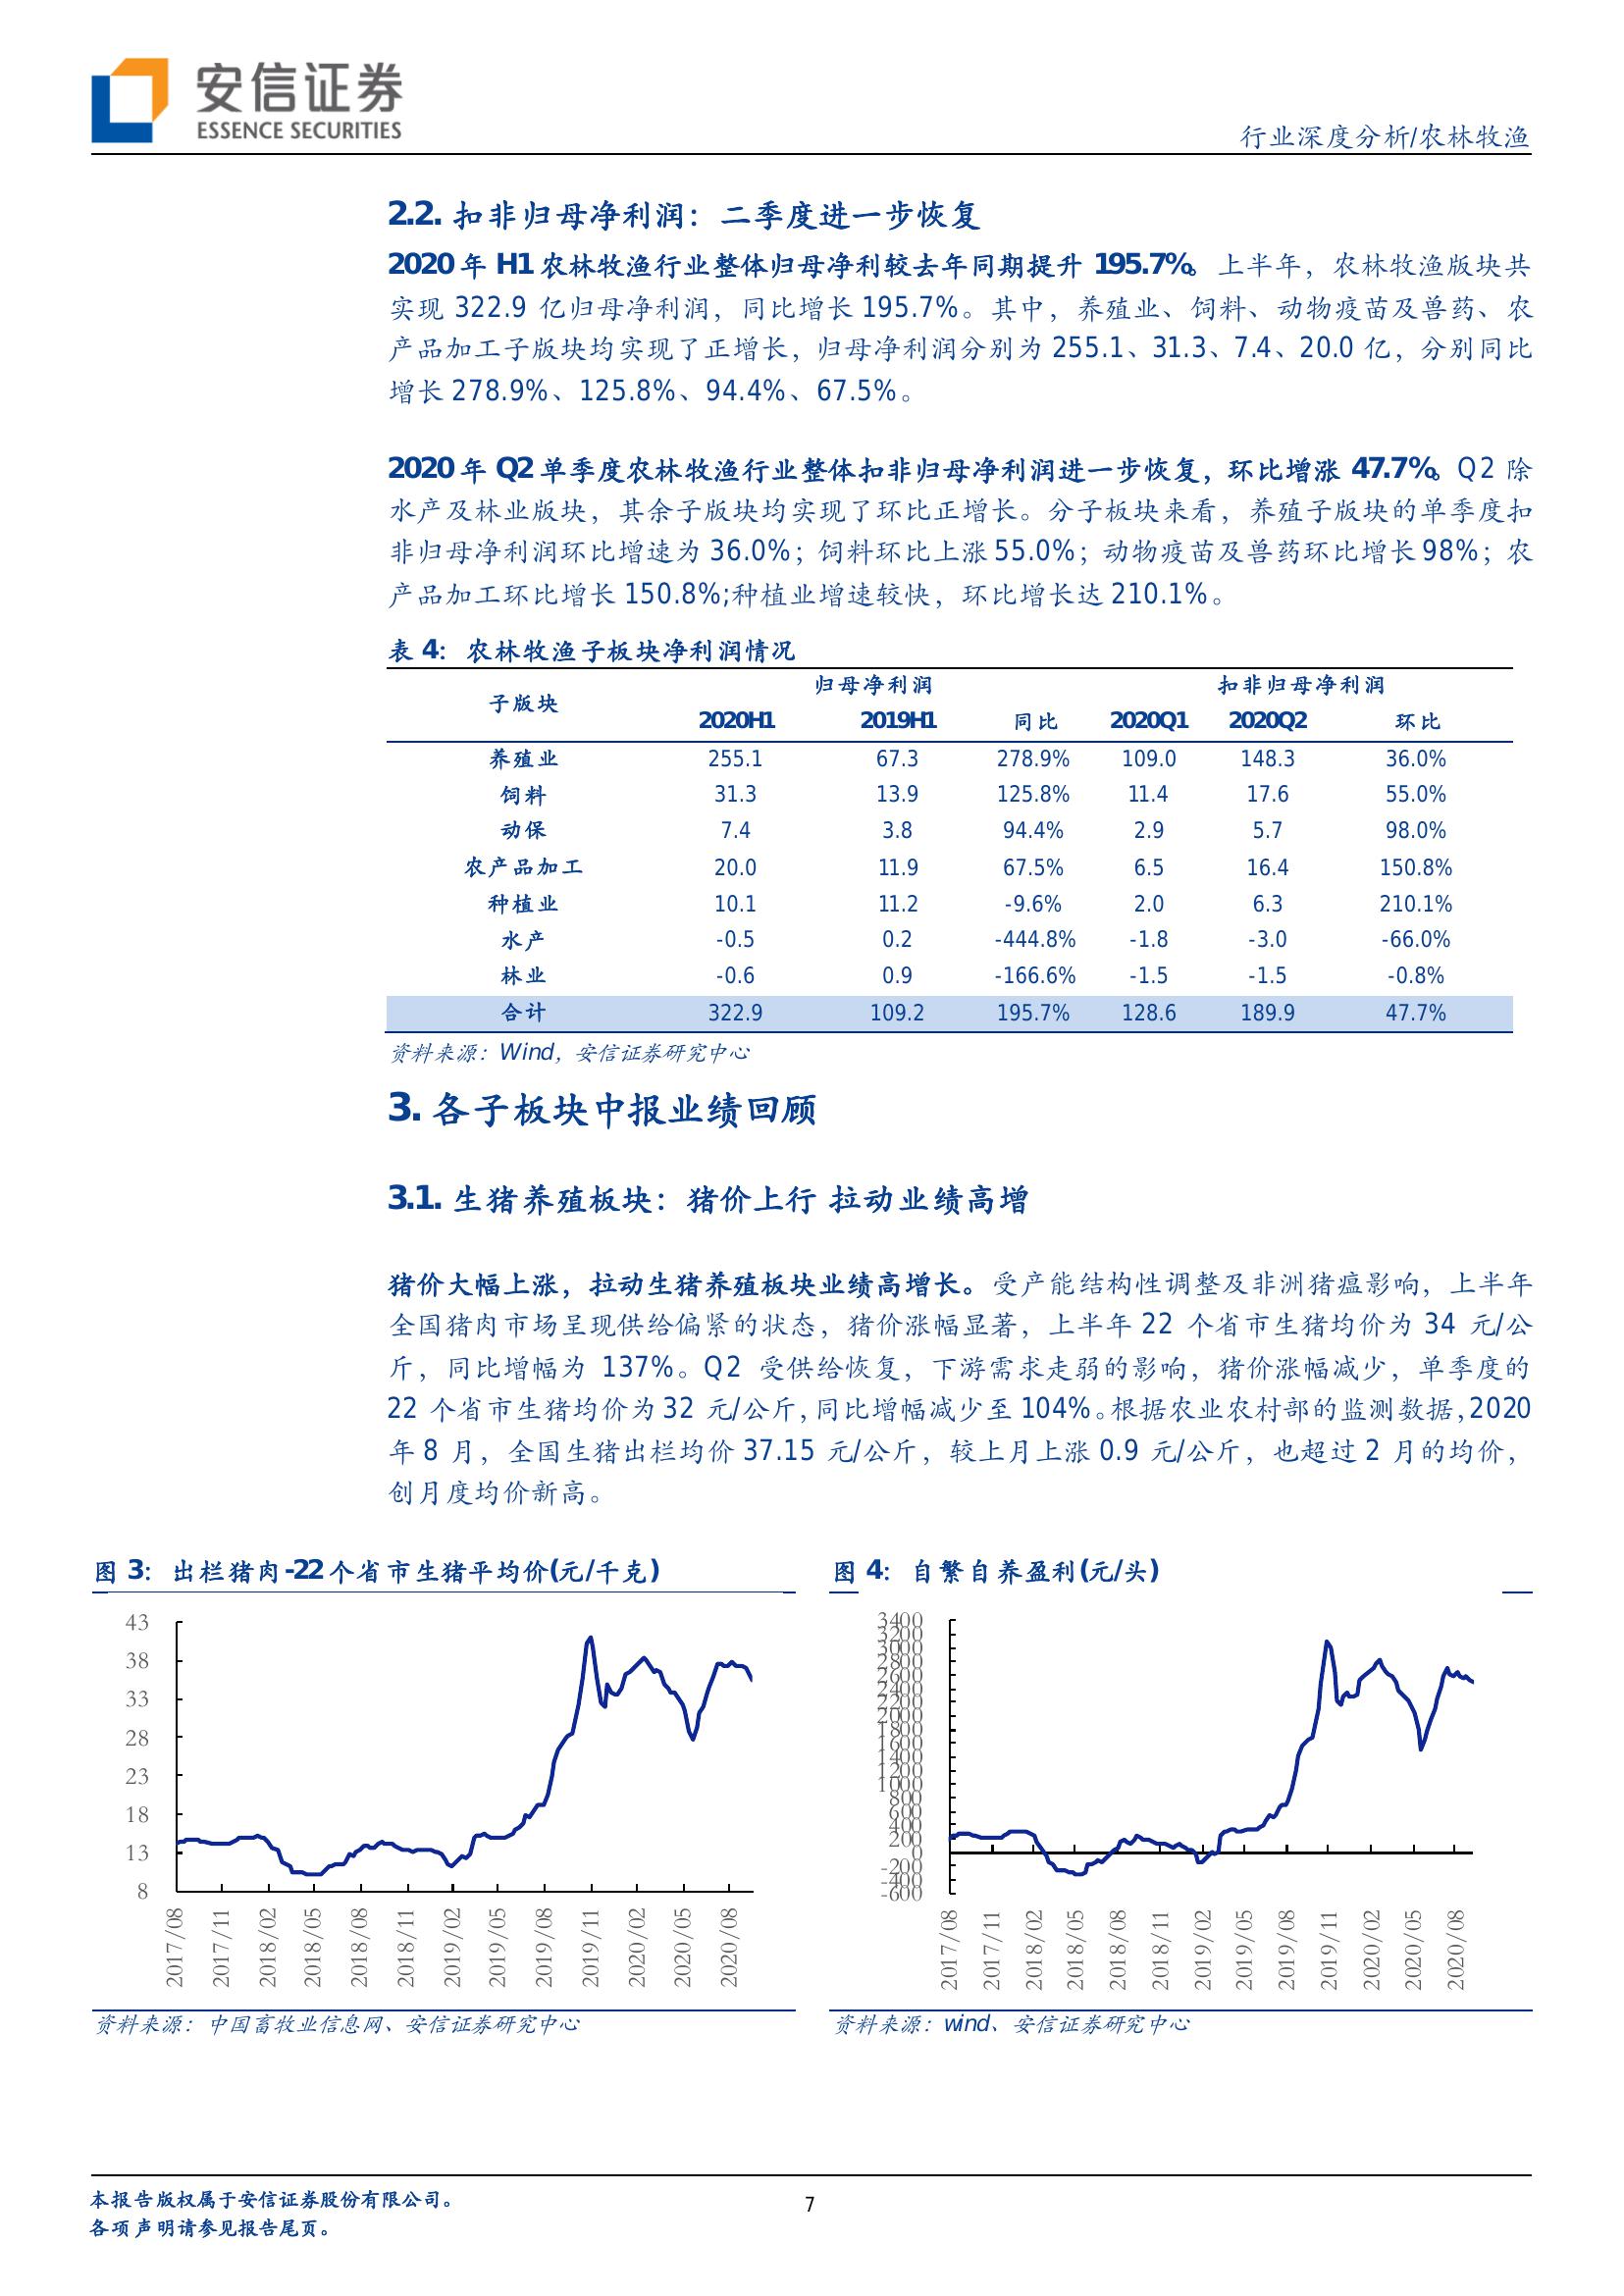 安信证券
ESSENCE SECURITIES
行业深度分析/农林牧渔
2.2. 扣非归母净利润：二季度进一步恢复
2020 年 H1 农林牧渔行业整体归母净利较去年同期提升 195.7%。上半年，农林牧渔版块共
实现 322.9 亿归母净利润，同比增长 195.7%。其中，养殖业、饲料、动物疫苗及兽药、农
产品加工子版块均实现了正增长，归母净利润分别为 255.1、31.3、7.4、20.0 亿，分别同比
增长 278.9%、125.8%、94.4%、67.5%。
2020 年 Q2 单季度农林牧渔行业整体扣非归母净利润进一步恢复，环比增涨 47.7%。Q2 除
水产及林业版块，其余子版块均实现了环比正增长。分子板块来看，养殖子版块的单季度扣
非归母净利润环比增速为 36.0%；饲料环比上涨 55.0%；动物疫苗及兽药环比增长 98%；农
产品加工环比增长 150.8%;种植业增速较快，环比增长达 210.1%。
表 4：农林牧渔子板块净利润情况
子版块 归母净利润 扣非归母净利润
2020H1 2019H1 同比 2020Q1 2020Q2 环比
养殖业 255.1 67.3 278.9% 109.0 148.3 36.0%
饲料 31.3 13.9 125.8% 11.4 17.6 55.0%
动保 7.4 3.8 94.4% 2.9 5.7 98.0%
农产品加工 20.0 11.9 67.5% 6.5 16.4 150.8%
种植业 10.1 11.2 -9.6% 2.0 6.3 210.1%
水产 -0.5 0.2 -444.8% -1.8 -3.0 -66.0%
林业 -0.6 0.9 -166.6% -1.5 -1.5 -0.8%
合计 322.9 109.2 195.7% 128.6 189.9 47.7%
资料来源：Wind，安信证券研究中心
3. 各子板块中报业绩回顾
3.1. 生猪养殖板块：猪价上行 拉动业绩高增
猪价大幅上涨，拉动生猪养殖板块业绩高增长。受产能结构性调整及非洲猪瘟影响，上半年
全国猪肉市场呈现供给偏紧的状态，猪价涨幅显著，上半年 22 个省市生猪均价为 34 元/公
斤，同比增幅为 137%。Q2 受供给恢复，下游需求走弱的影响，猪价涨幅减少，单季度的
22 个省市生猪均价为 32 元/公斤，同比增幅减少至 104%。根据农业农村部的监测数据，2020
年 8 月，全国生猪出栏均价 37.15 元/公斤，较上月上涨 0.9 元/公斤，也超过 2 月的均价，
创月度均价新高。
图 3：出栏猪肉-22 个省市生猪平均价(元/千克)
43
38
33
28
23
18
13
8
2017/08 2017/11 2018/02 2018/05 2018/08 2018/11 2019/02 2019/05 2019/08 2019/11 2020/02 2020/05 2020/08
资料来源：中国畜牧业信息网、安信证券研究中心
图 4：自繁自养盈利(元/头)
3400
3200
3000
2800
2600
2400
2200
2000
1800
1600
1400
1200
1000
800
600
400
200
0
-200
-400
-600
2017/08 2017/11 2018/02 2018/05 2018/08 2018/11 2019/02 2019/05 2019/08 2019/11 2020/02 2020/05 2020/08
资料来源：wind、安信证券研究中心
本报告版权属于安信证券股份有限公司。
各项声明请参见报告尾页。
7